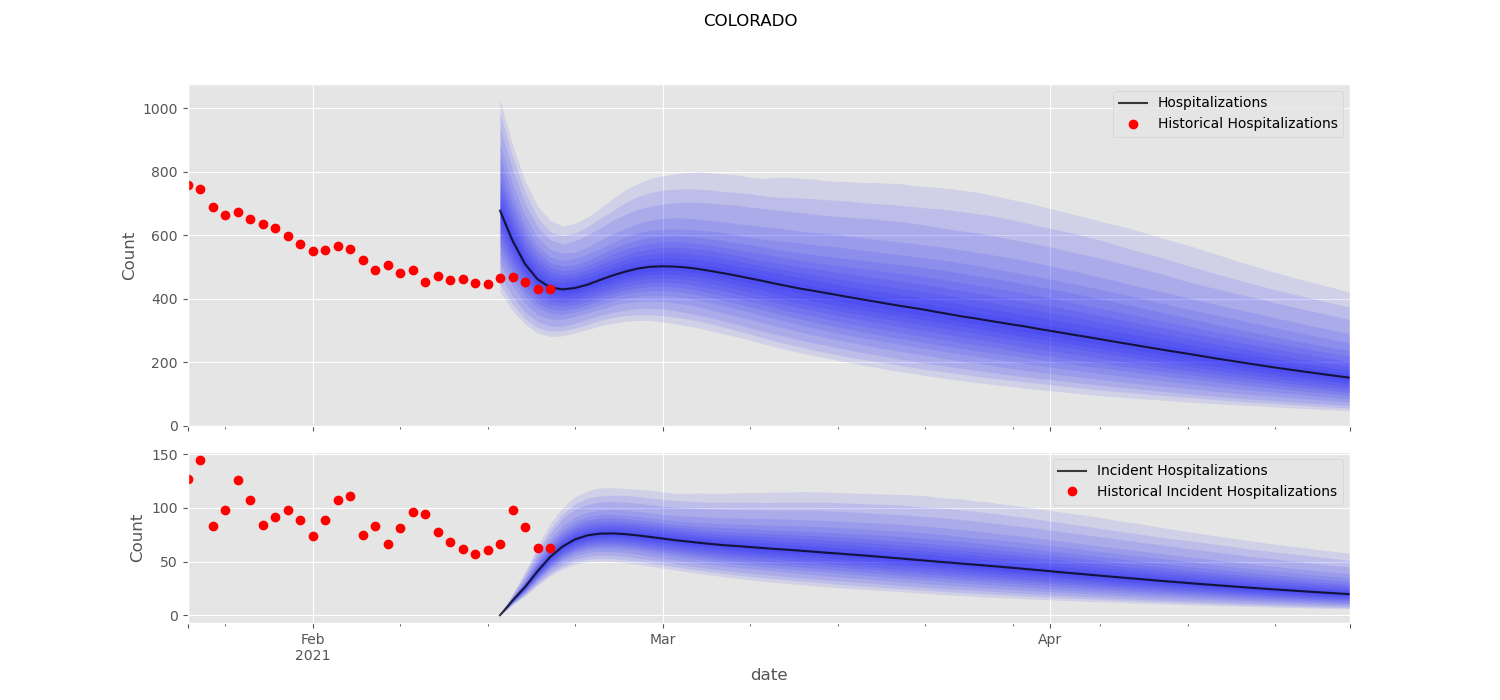 COLORADO
Count
1000
800
600
400
200
0
Hospitalizations
Historical Hospitalizations
Count
150
100
50
0
Incident Hospitalizations
Historical Incident Hospitalizations
Feb
2021
Mar
Apr
date